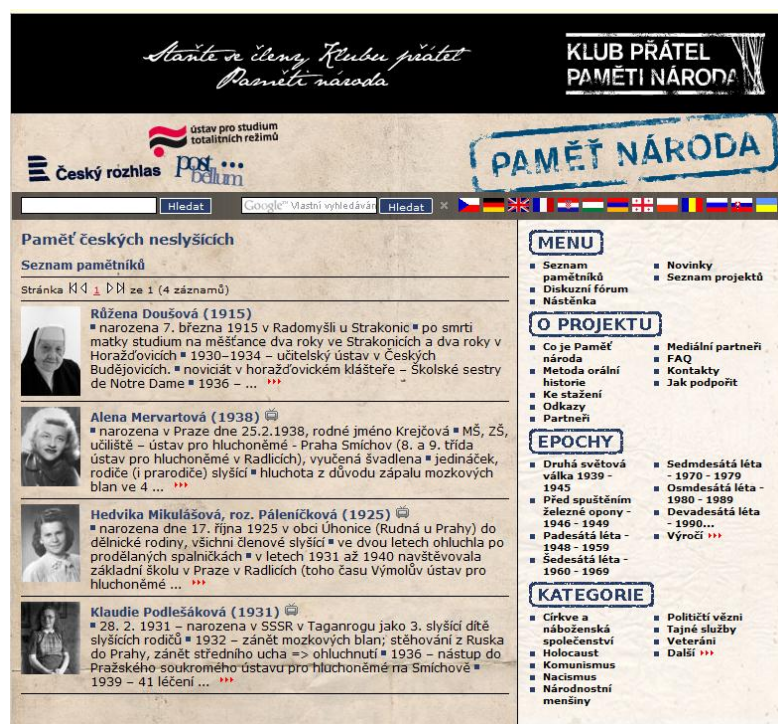 Staňte se členy Klubu přátel
Paměti národa
KLUB PŘÁTEL
PAMĚTI NÁRODA
ústav pro studium
totalitních režimů
Český rozhlas
post
bellum
PAMĚŤ NÁRODA
Hledat
Google™ Vlastní vyhledáván
Hledat
Paměť českých neslyšících
Seznam pamětníků
Stránka 1 ze 1 (4 záznamů)
Růžena Doušová (1915)
▪ narozena 7. března 1915 v Radomyšli u Strakonic ▪ po smrti
matky studium na měšťance dva roky ve Strakonicích a dva roky v
Horažďovicích ▪ 1930–1934 – učitelský ústav v Českých
Budějovicích. ▪ noviciát v horažďovickém klášteře – Školské sestry
de Notre Dame ▪ 1936 – ...
Alena Mervartová (1938)
▪ narozena v Praze dne 25.2.1938, rodné jméno Krejčová ▪ MŠ, ZŠ,
učiliště – ústav pro hluchoněmé - Praha Smíchov (8. a 9. třída
ústav pro hluchoněmé v Radlicích), vyučená švadlena ▪ jedináček,
rodiče (i prarodiče) slyšící ▪ hluchota z důvodu zápalu mozkových
blan ve 4 ...
Hedvika Mikulášová, roz. Páleníčková (1925)
▪ narozena dne 17. října 1925 v obci Úhonice (Rudná u Prahy) do
dělnické rodiny, všichni členové slyšící ▪ ve dvou letech ohluchla po
prodělaných spalničkách ▪ v letech 1931 až 1940 navštěvovala
základní školu v Praze v Radlicích (toho času Výmolův ústav pro
hluchoněmé ...
Klaudie Podlešáková (1931)
▪ 28. 2. 1931 – narozena v SSSR v Taganrogu jako 3. slyšící dítě
slyšících rodičů ▪ 1932 – zánět mozkových blan; stěhování z Ruska
do Prahy, zánět středního ucha => ohluchnutí ▪ 1936 – nástup do
Pražského soukromého ústavu pro hluchoněmé na Smíchově ▪
1939 – 41 léčení ...
MENU
Seznam
pamětníků
Diskuzní fórum
Nástěnka
Novinky
Seznam projektů
O PROJEKTU
Co je Paměť
národa
Metoda orální
historie
Ke stažení
Odkazy
Partneři
Mediální partneři
FAQ
Kontakty
Jak podpořit
EPOCHY
Druhá světová
válka 1939 -
1945
Před spuštěním
železné opony -
1946 - 1949
Padesátá léta -
1948 - 1959
Šedesátá léta -
1960 - 1969
Sedmdesátá léta
- 1970 - 1979
Osmdesátá léta -
1980 - 1989
Devadesátá léta
- 1990...
Výročí
KATEGORIE
Církve a
náboženská
společenství
Holocaust
Komunismus
Nacismus
Národnostní
menšiny
Političtí vězni
Tajné služby
Veteráni
Další